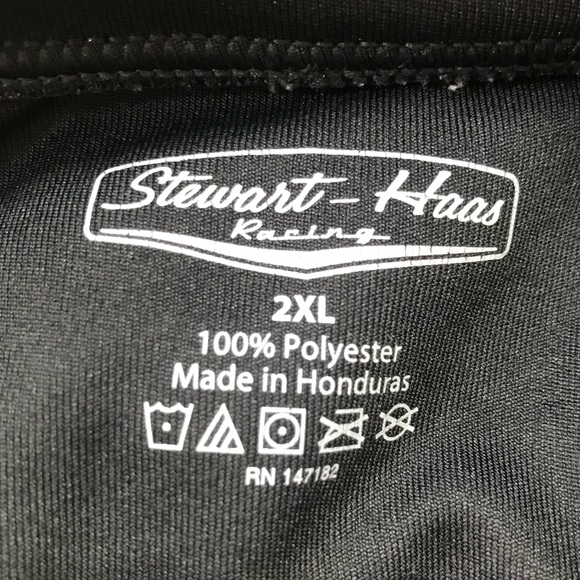 Stewart-Haas
Racing
2XL
100% Polyester
Made in Honduras
RN 147182